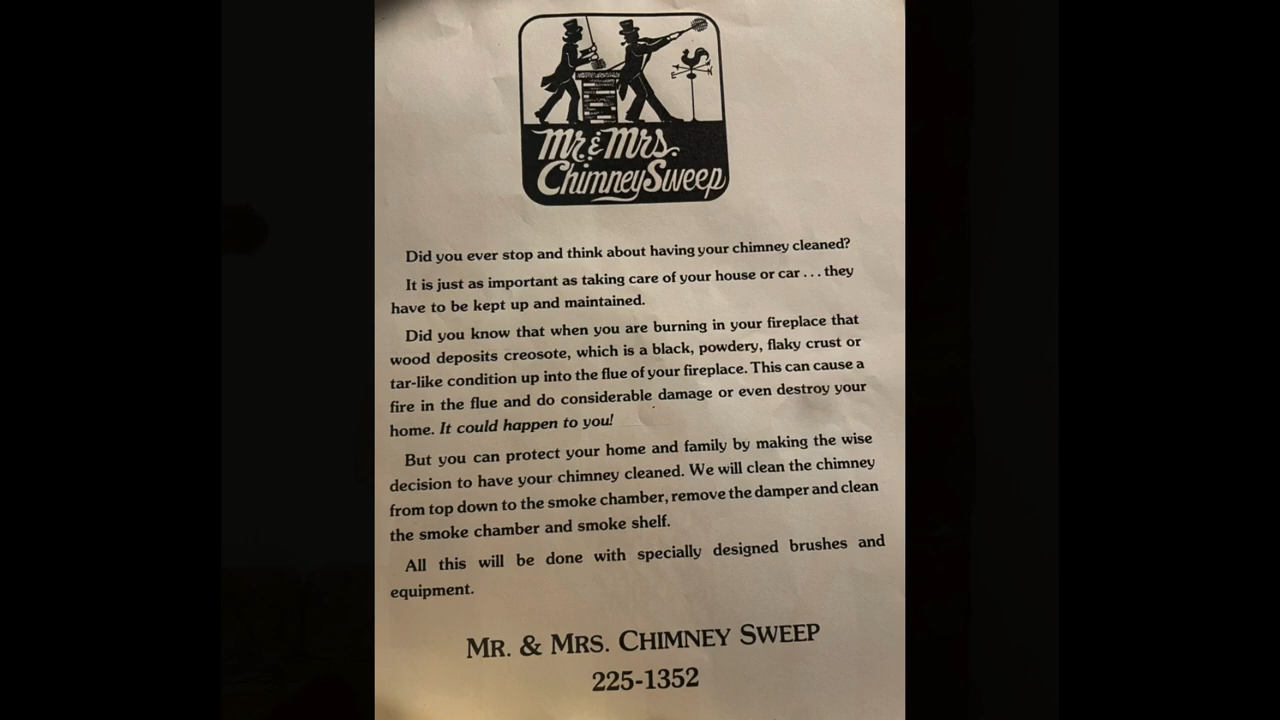 Mr. & Mrs.
Chimney Sweep
Did you ever stop and think about having your chimney cleaned?
It is just as important as taking care of your house or car . . . they
have to be kept up and maintained.
Did you know that when you are burning in your fireplace that
wood deposits creosote, which is a black, powdery, flaky crust or
tar-like condition up into the flue of your fireplace. This can cause a
fire in the flue and do considerable damage or even destroy your
home. It could happen to you!
But you can protect your home and family by making the wise
decision to have your chimney cleaned. We will clean the chimney
from top down to the smoke chamber, remove the damper and clean
the smoke chamber and smoke shelf.
All this will be done with specially designed brushes and
equipment.
MR. & MRS. CHIMNEY SWEEP
225-1352